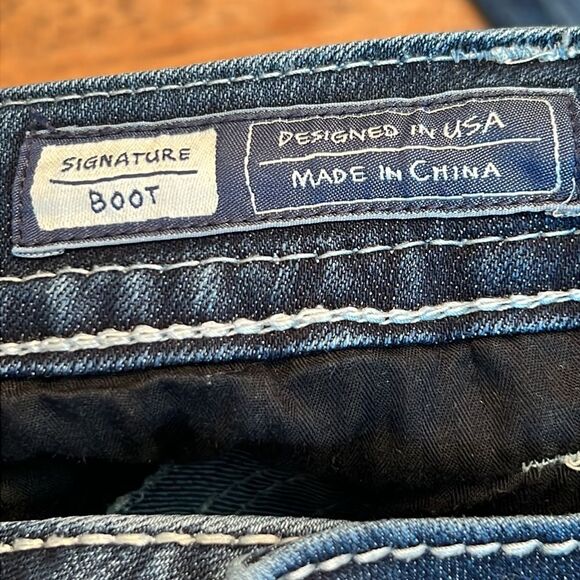 SIGNATURE
BOOT
DESIGNED IN USA
MADE IN CHINA